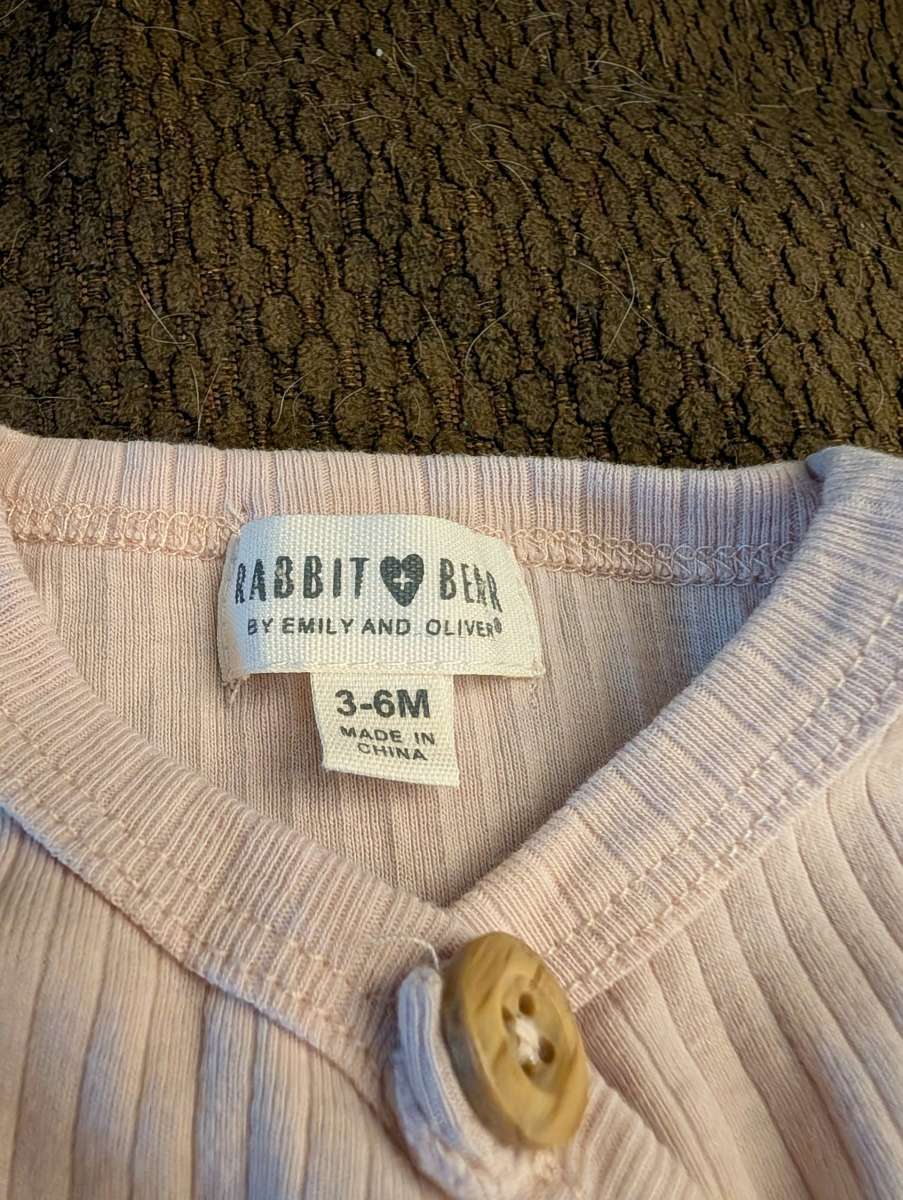 RABBIT BEAR
BY EMILY AND OLIVER®
3-6M
MADE IN
CHINA